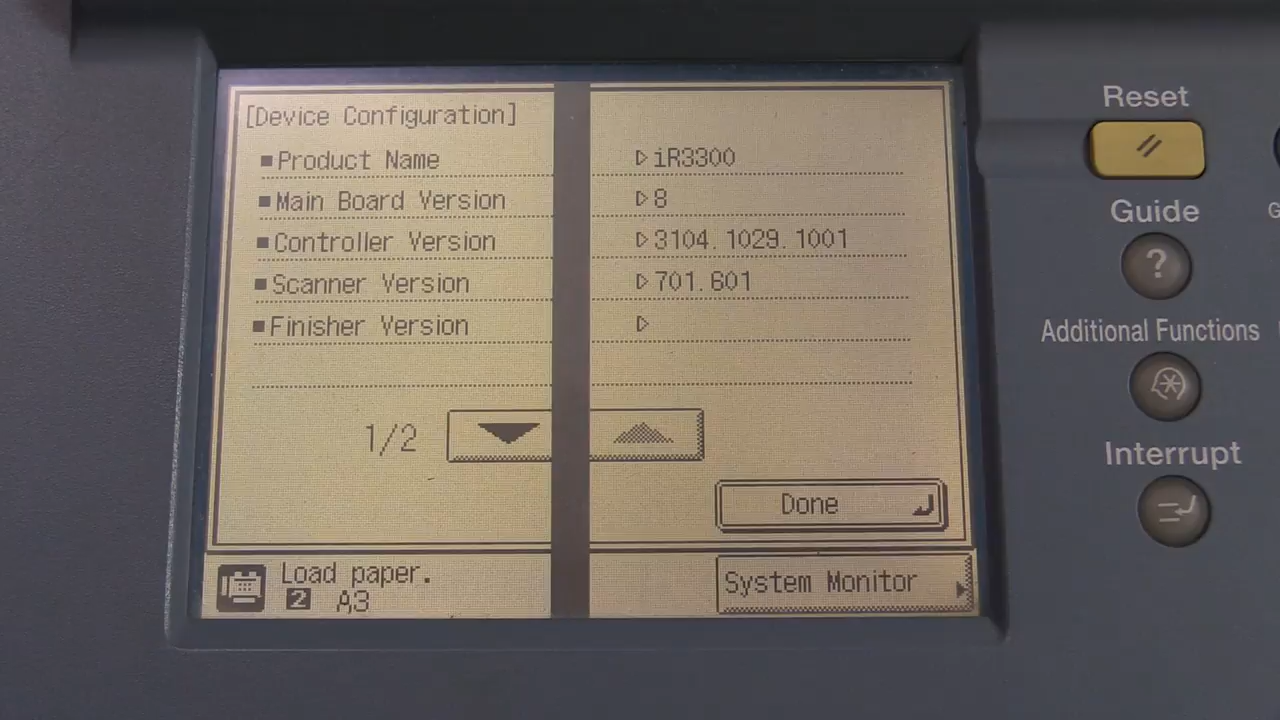 [Device Configuration]
■Product Name ▷iR3300
■Main Board Version ▷8
■Controller Version ▷3104.1029.1001
■Scanner Version ▷701.601
■Finisher Version ▷
1/2
Done
Load paper.
2 A3
System Monitor
Reset
Guide
?
Additional Functions
Interrupt